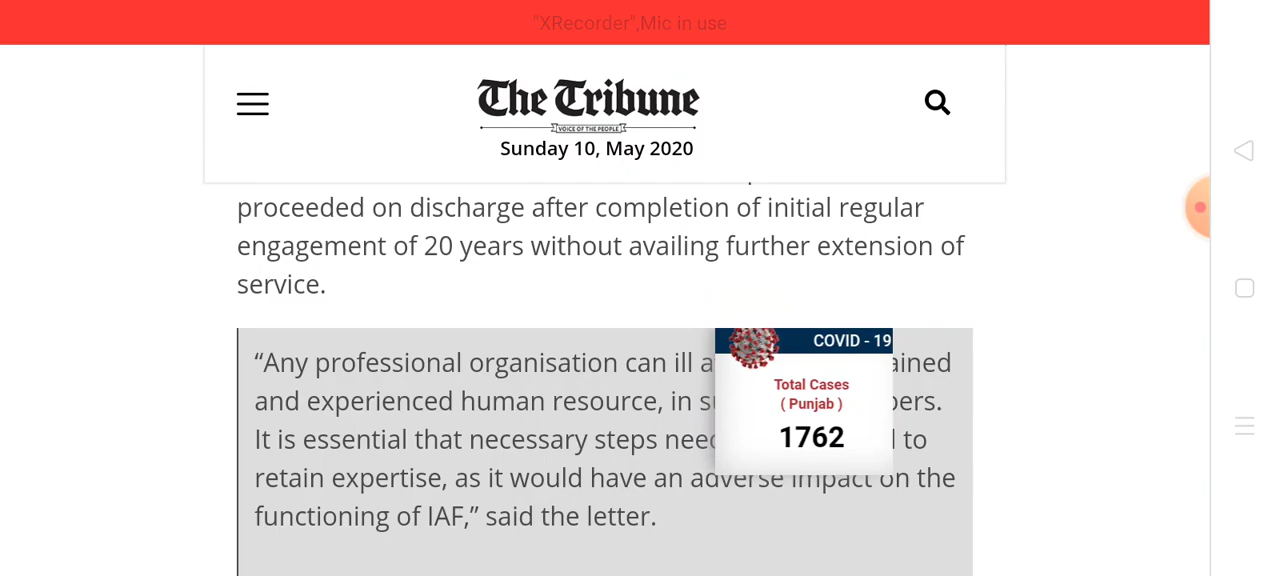 "XRecorder",Mic in use
The Tribune
VOICE OF THE PEOPLE
Sunday 10, May 2020
proceeded on discharge after completion of initial regular
engagement of 20 years without availing further extension of
service.
“Any professional organisation can ill
and experienced human resource, in
It is essential that necessary steps to
retain expertise, as it would have an adverse impact on the
functioning of IAF,” said the letter.
COVID - 19
Total Cases
( Punjab )
1762